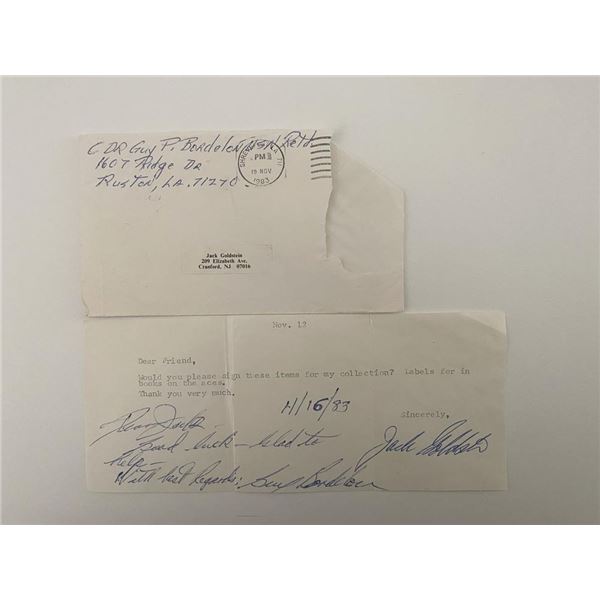 CDR Guy P. Bordelon USN Retd.
1607 Ridge Dr
Ruston, LA. 71270
SHREVEPORT LA 711
PM
19 NOV
1983
Jack Goldstein
209 Elizabeth Ave.
Cranford, NJ 07016
Nov. 12
Dear Friend,
Would you please sign these items for my collection? Labels for in
books on the aces.
Thank you very much.
11/16/83
Sincerely,
Dear Jack -
Good luck - Glad to
help -
Jack Goldstein
With best regards; Guy Bordelon